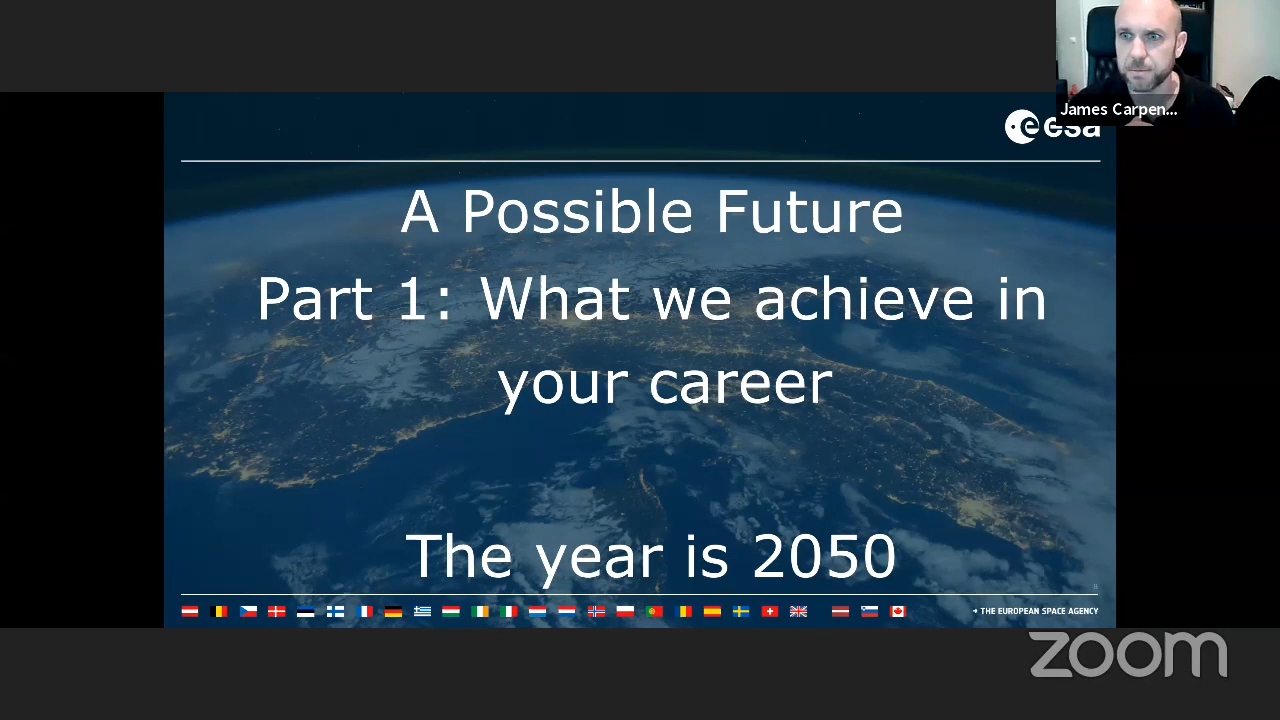 James Carpen...
esa
A Possible Future
Part 1: What we achieve in
your career
The year is 2050
→ THE EUROPEAN SPACE AGENCY
zoom